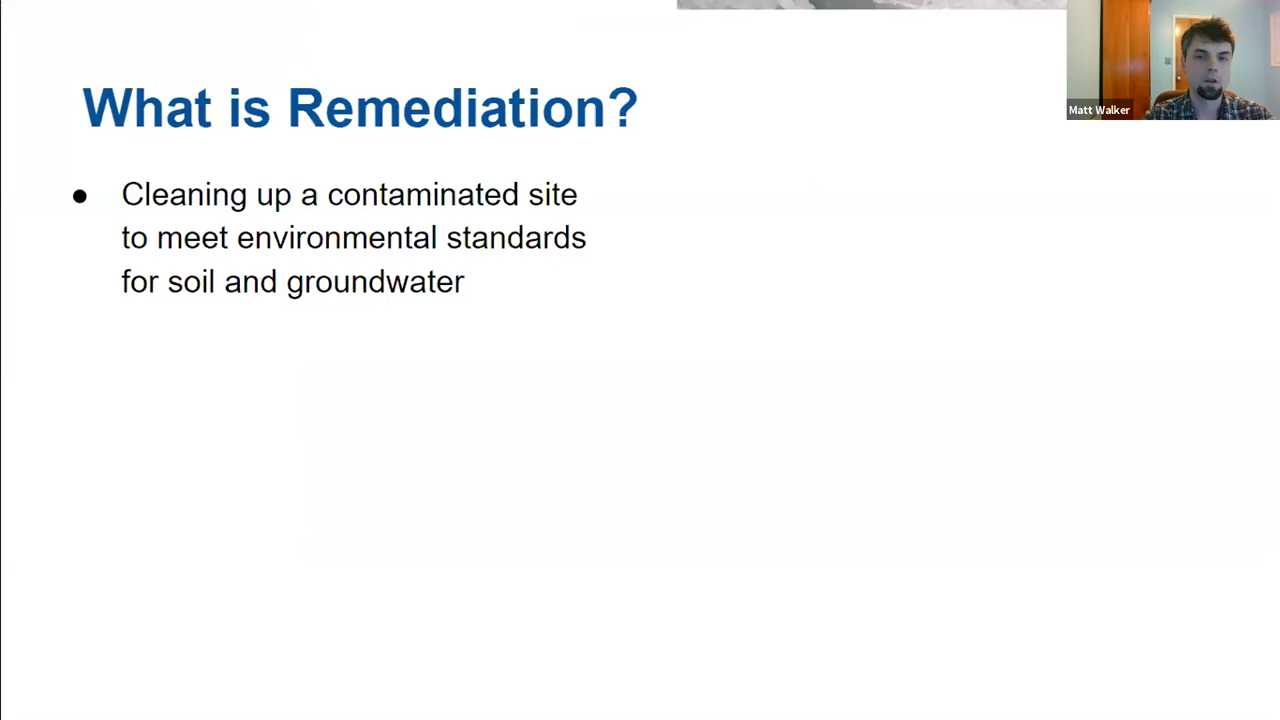 What is Remediation?
● Cleaning up a contaminated site
to meet environmental standards
for soil and groundwater
Matt Walker